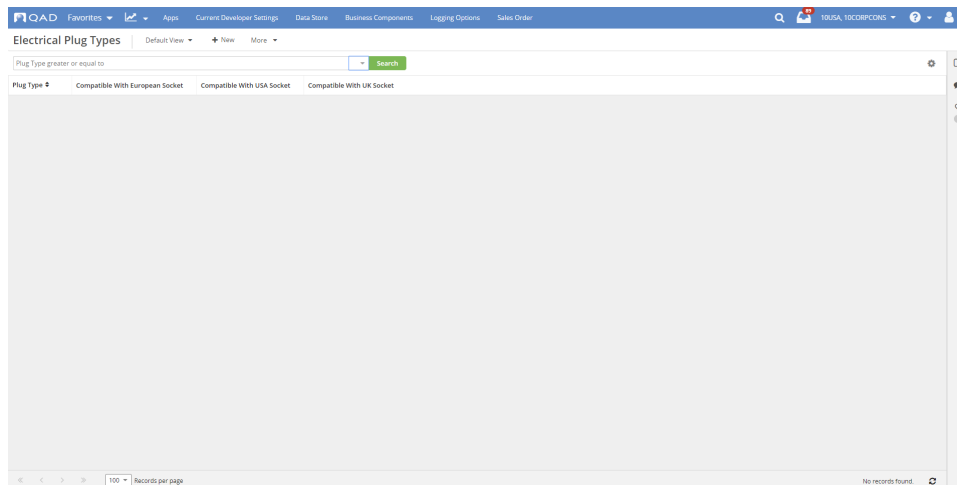 QAD Favorites Apps Current Developer Settings Data Store Business Components Logging Options Sales Order 89 10USA, 10CORPCONS ?
Electrical Plug Types Default View + New More
Plug Type greater or equal to Search
Plug Type Compatible With European Socket Compatible With USA Socket Compatible With UK Socket
100 Records per page No records found.